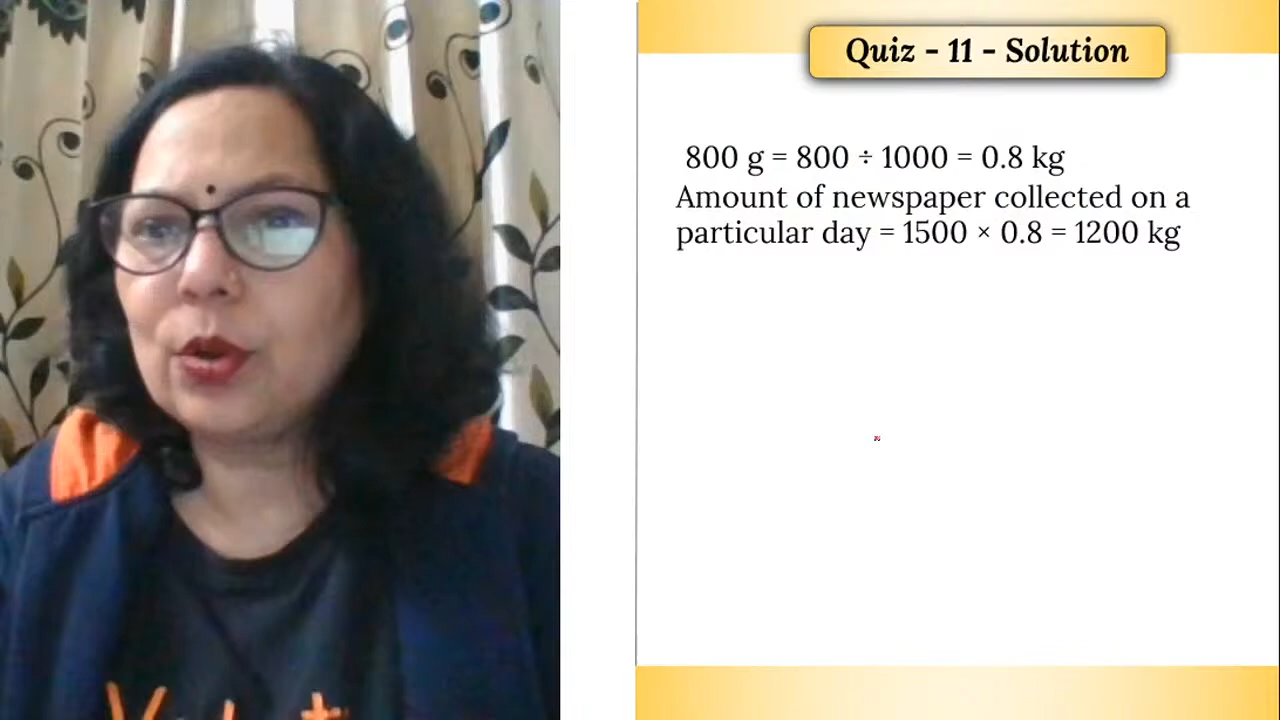 Quiz - 11 - Solution
800 g = 800 ÷ 1000 = 0.8 kg
Amount of newspaper collected on a
particular day = 1500 × 0.8 = 1200 kg